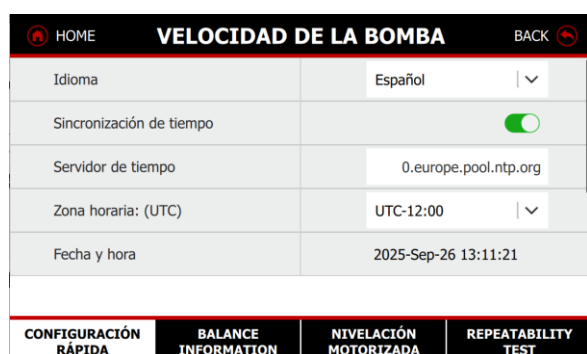 HOME VELOCIDAD DE LA BOMBA BACK
Idioma Español
Sincronización de tiempo
Servidor de tiempo 0.europe.pool.ntp.org
Zona horaria: (UTC) UTC-12:00
Fecha y hora 2025-Sep-26 13:11:21
CONFIGURACIÓN BALANCE NIVELACIÓN REPEATABILITY
RÁPIDA INFORMATION MOTORIZADA TEST